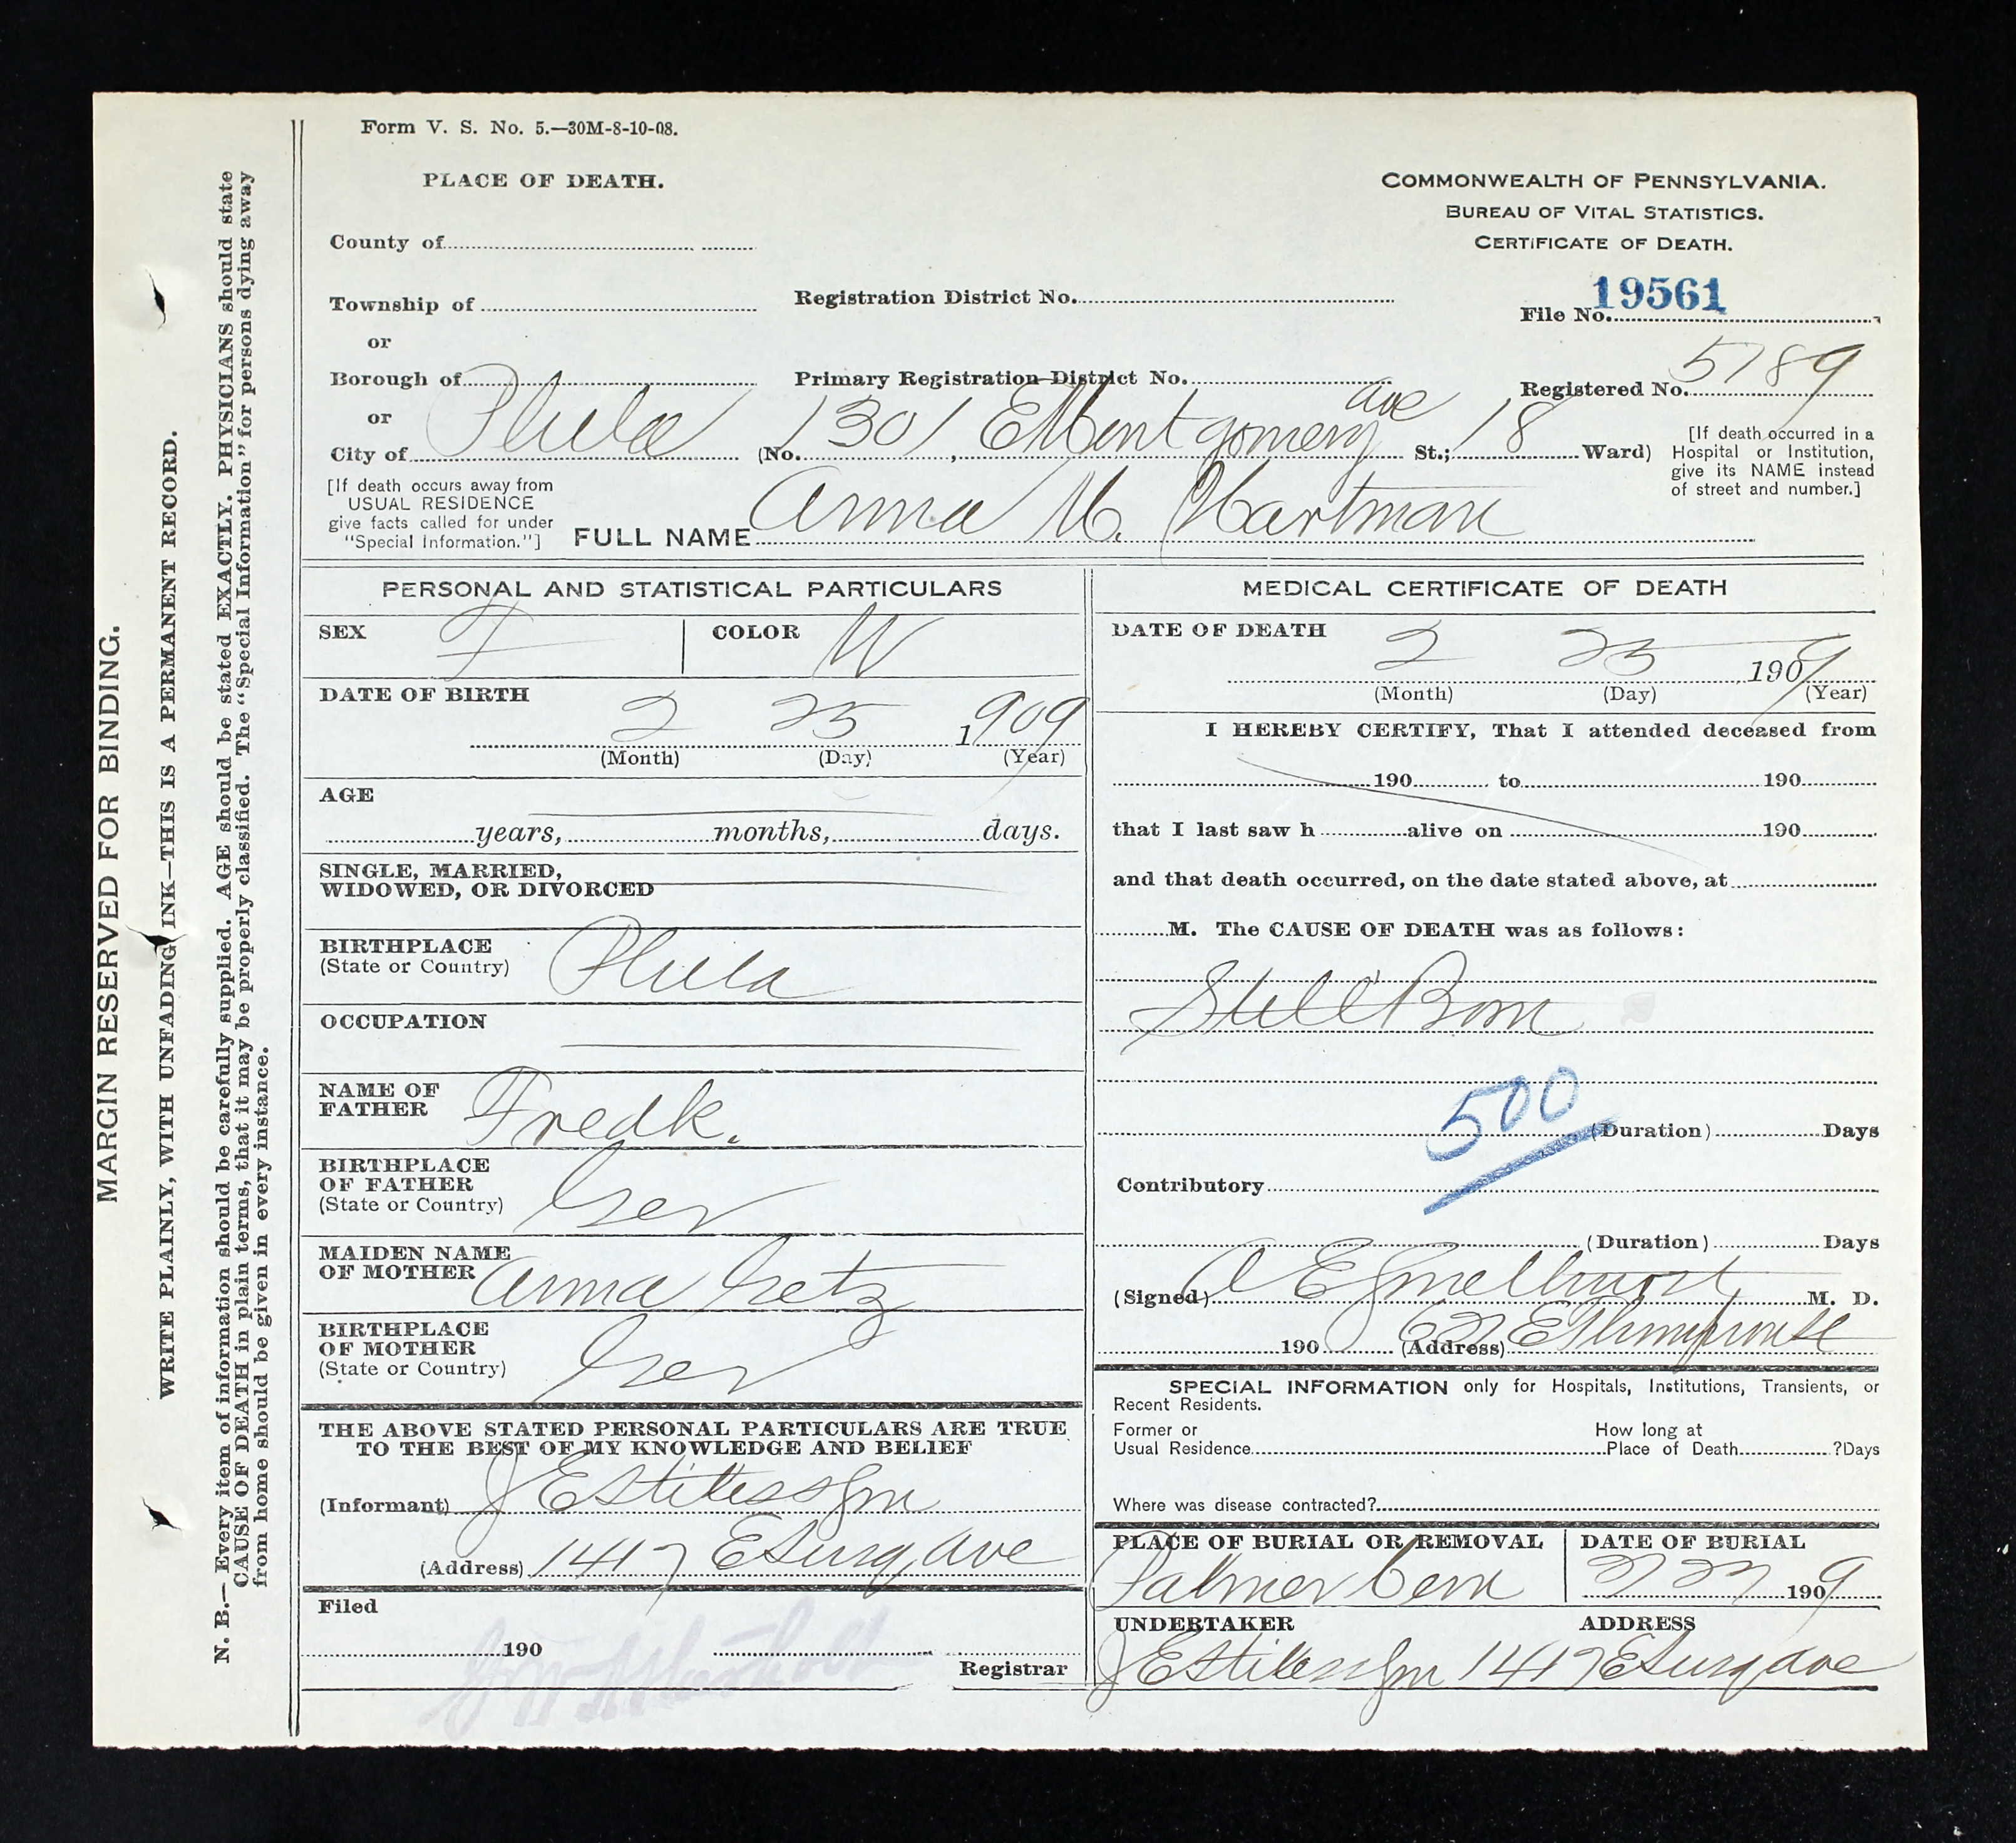 Form V. S. No. 5.—30M-8-10-08.
PLACE OF DEATH.
County of
Township of
or
Borough of
or
City of Phila (No. 1301 E Montgomery ave St.; 18 Ward)
[If death occurs away from
USUAL RESIDENCE
give facts called for under
"Special Information."]
Registration District No.
Primary Registration District No.
COMMONWEALTH OF PENNSYLVANIA.
BUREAU OF VITAL STATISTICS.
CERTIFICATE OF DEATH.
File No. 19561
Registered No. 5789
[If death occurred in a
Hospital or Institution,
give its NAME instead
of street and number.]
FULL NAME Anna M. Hartman
MARGIN RESERVED FOR BINDING.
WRITE PLAINLY, WITH UNFADING INK—THIS IS A PERMANENT RECORD.
N. B.—Every item of information should be carefully supplied. AGE should be stated EXACTLY. PHYSICIANS should state
CAUSE OF DEATH in plain terms, that it may be properly classified. The "Special Information" for persons dying away
from home should be given in every instance.
PERSONAL AND STATISTICAL PARTICULARS
SEX F COLOR W
DATE OF BIRTH
2 25 1909
(Month) (Day) (Year)
AGE
years, months, days.
SINGLE, MARRIED,
WIDOWED, OR DIVORCED
BIRTHPLACE
(State or Country) Phila
OCCUPATION
NAME OF
FATHER Fredk.
BIRTHPLACE
OF FATHER
(State or Country) Ger
MAIDEN NAME
OF MOTHER Anna Getz
BIRTHPLACE
OF MOTHER
(State or Country) Ger
THE ABOVE STATED PERSONAL PARTICULARS ARE TRUE
TO THE BEST OF MY KNOWLEDGE AND BELIEF
(Informant) J E Stiles
(Address) 1417 E Susq. ave
Filed
190
Registrar
MEDICAL CERTIFICATE OF DEATH
DATE OF DEATH
2 25 1909
(Month) (Day) (Year)
I HEREBY CERTIFY, That I attended deceased from
190 to 190
that I last saw h alive on 190
and that death occurred, on the date stated above, at
M. The CAUSE OF DEATH was as follows:
Still Born
500
(Duration) Days
Contributory
(Duration) Days
(Signed) M. D.
190 (Address)
SPECIAL INFORMATION only for Hospitals, Institutions, Transients, or
Recent Residents.
Former or
Usual Residence
How long at
Place of Death ?Days
Where was disease contracted?
PLACE OF BURIAL OR REMOVAL
Palmer Cem
DATE OF BURIAL
2 27 1909
UNDERTAKER
J E Stiles
ADDRESS
1417 E Susq ave